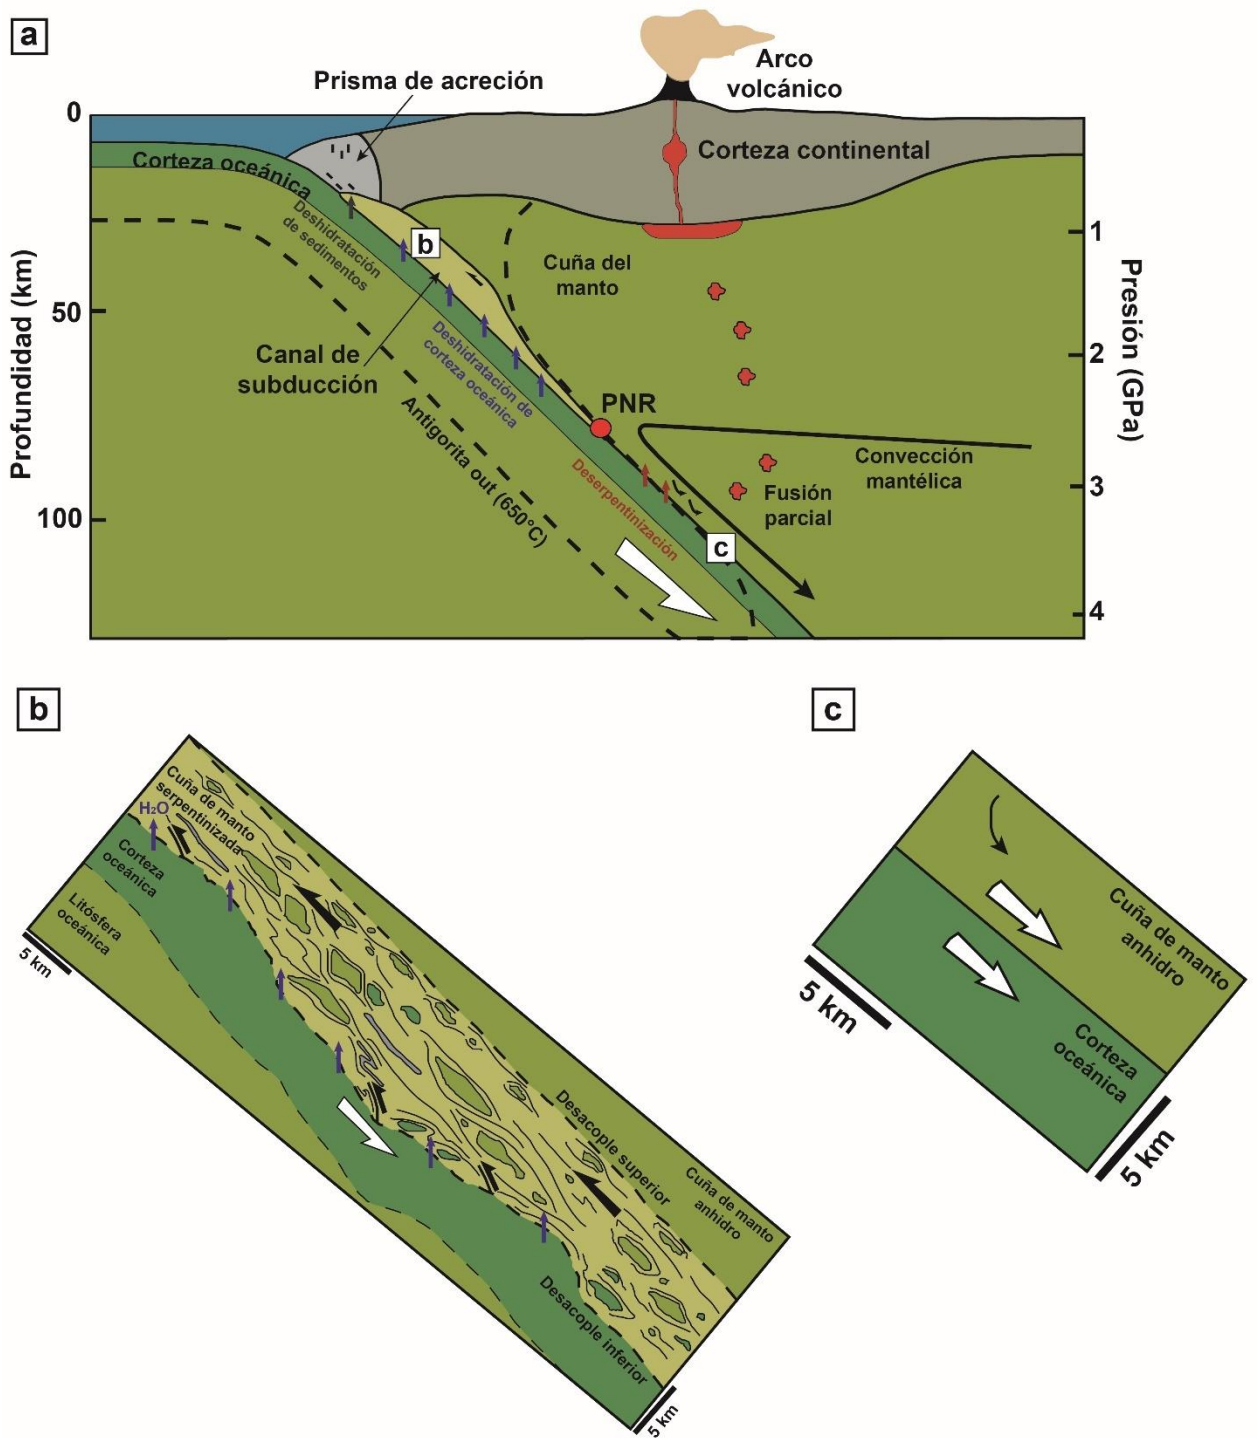 a
Arco
volcánico
Prisma de acreción
0
Corteza oceánica
Corteza continental
Deshidratación
de sedimentos
b
1
Cuña del
manto
Profundidad (km)
Presión (GPa)
50
Canal de
subducción
Deshidratación de
corteza oceánica
2
PNR
Antigorita out (650°C)
Convección
mantélica
Deserpentinización
Fusión
parcial
3
100
c
4
b
Cuña de manto
serpentinizada
H₂O
Corteza
oceánica
Litósfera
oceánica
5 km
Desacople superior
Cuña de manto
anhidro
Desacople inferior
5 km
c
Cuña de manto
anhidro
5 km
Corteza
oceánica
5 km